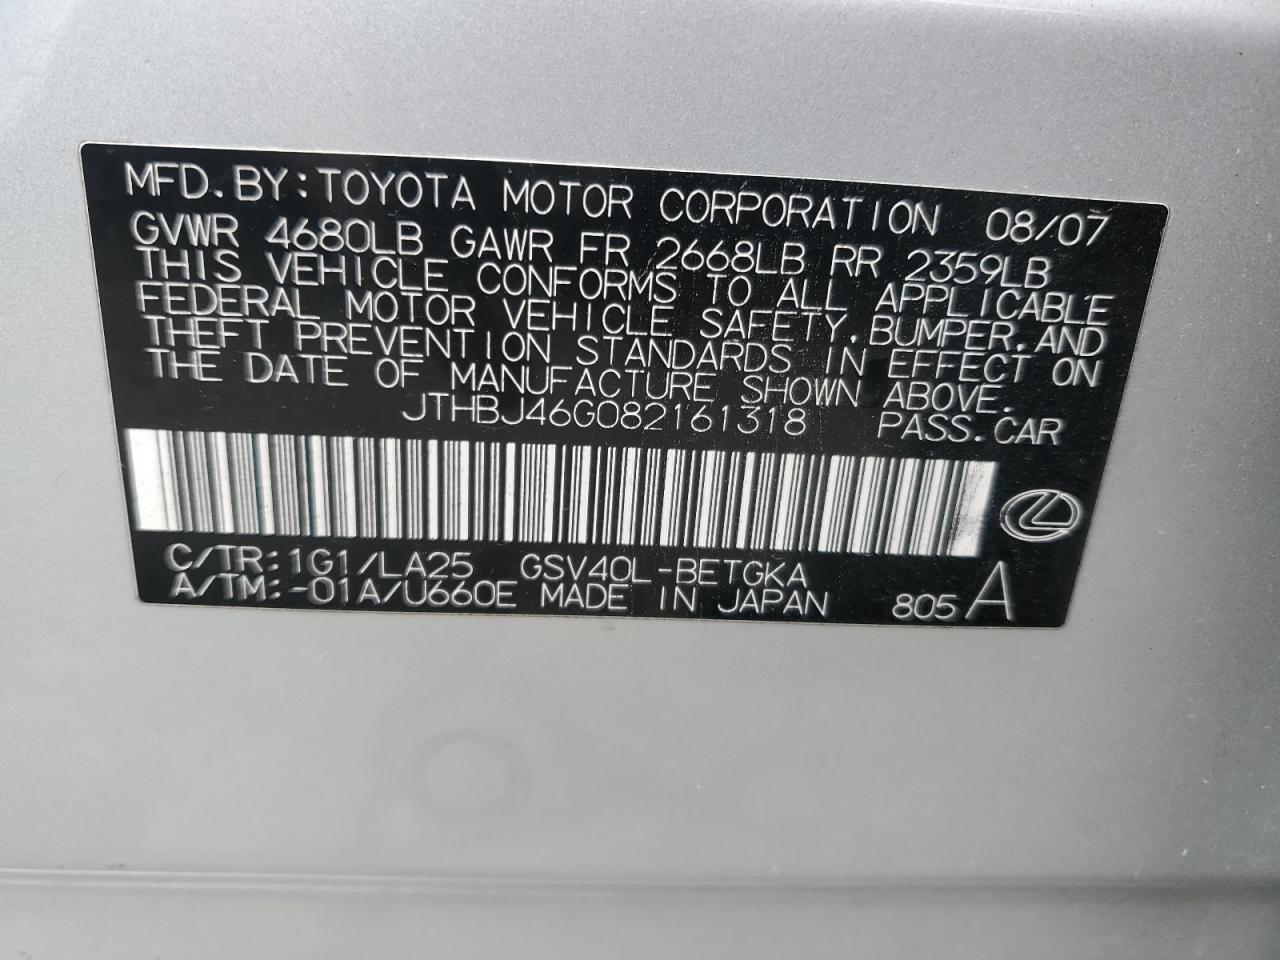 MFD.BY:TOYOTA MOTOR CORPORATION 08/07
GVWR 4680LB GAWR FR 2668LB RR 2359LB
THIS VEHICLE CONFORMS TO ALL APPLICABLE
FEDERAL MOTOR VEHICLE SAFETY,BUMPER,AND
THEFT PREVENTION STANDARDS IN EFFECT ON
THE DATE OF MANUFACTURE SHOWN ABOVE.
JTHBJ46G082161318 PASS.CAR
C/TR:1G1/LA25 GSV40L-BETGKA
A/TM:-01A/U660E MADE IN JAPAN 805 A